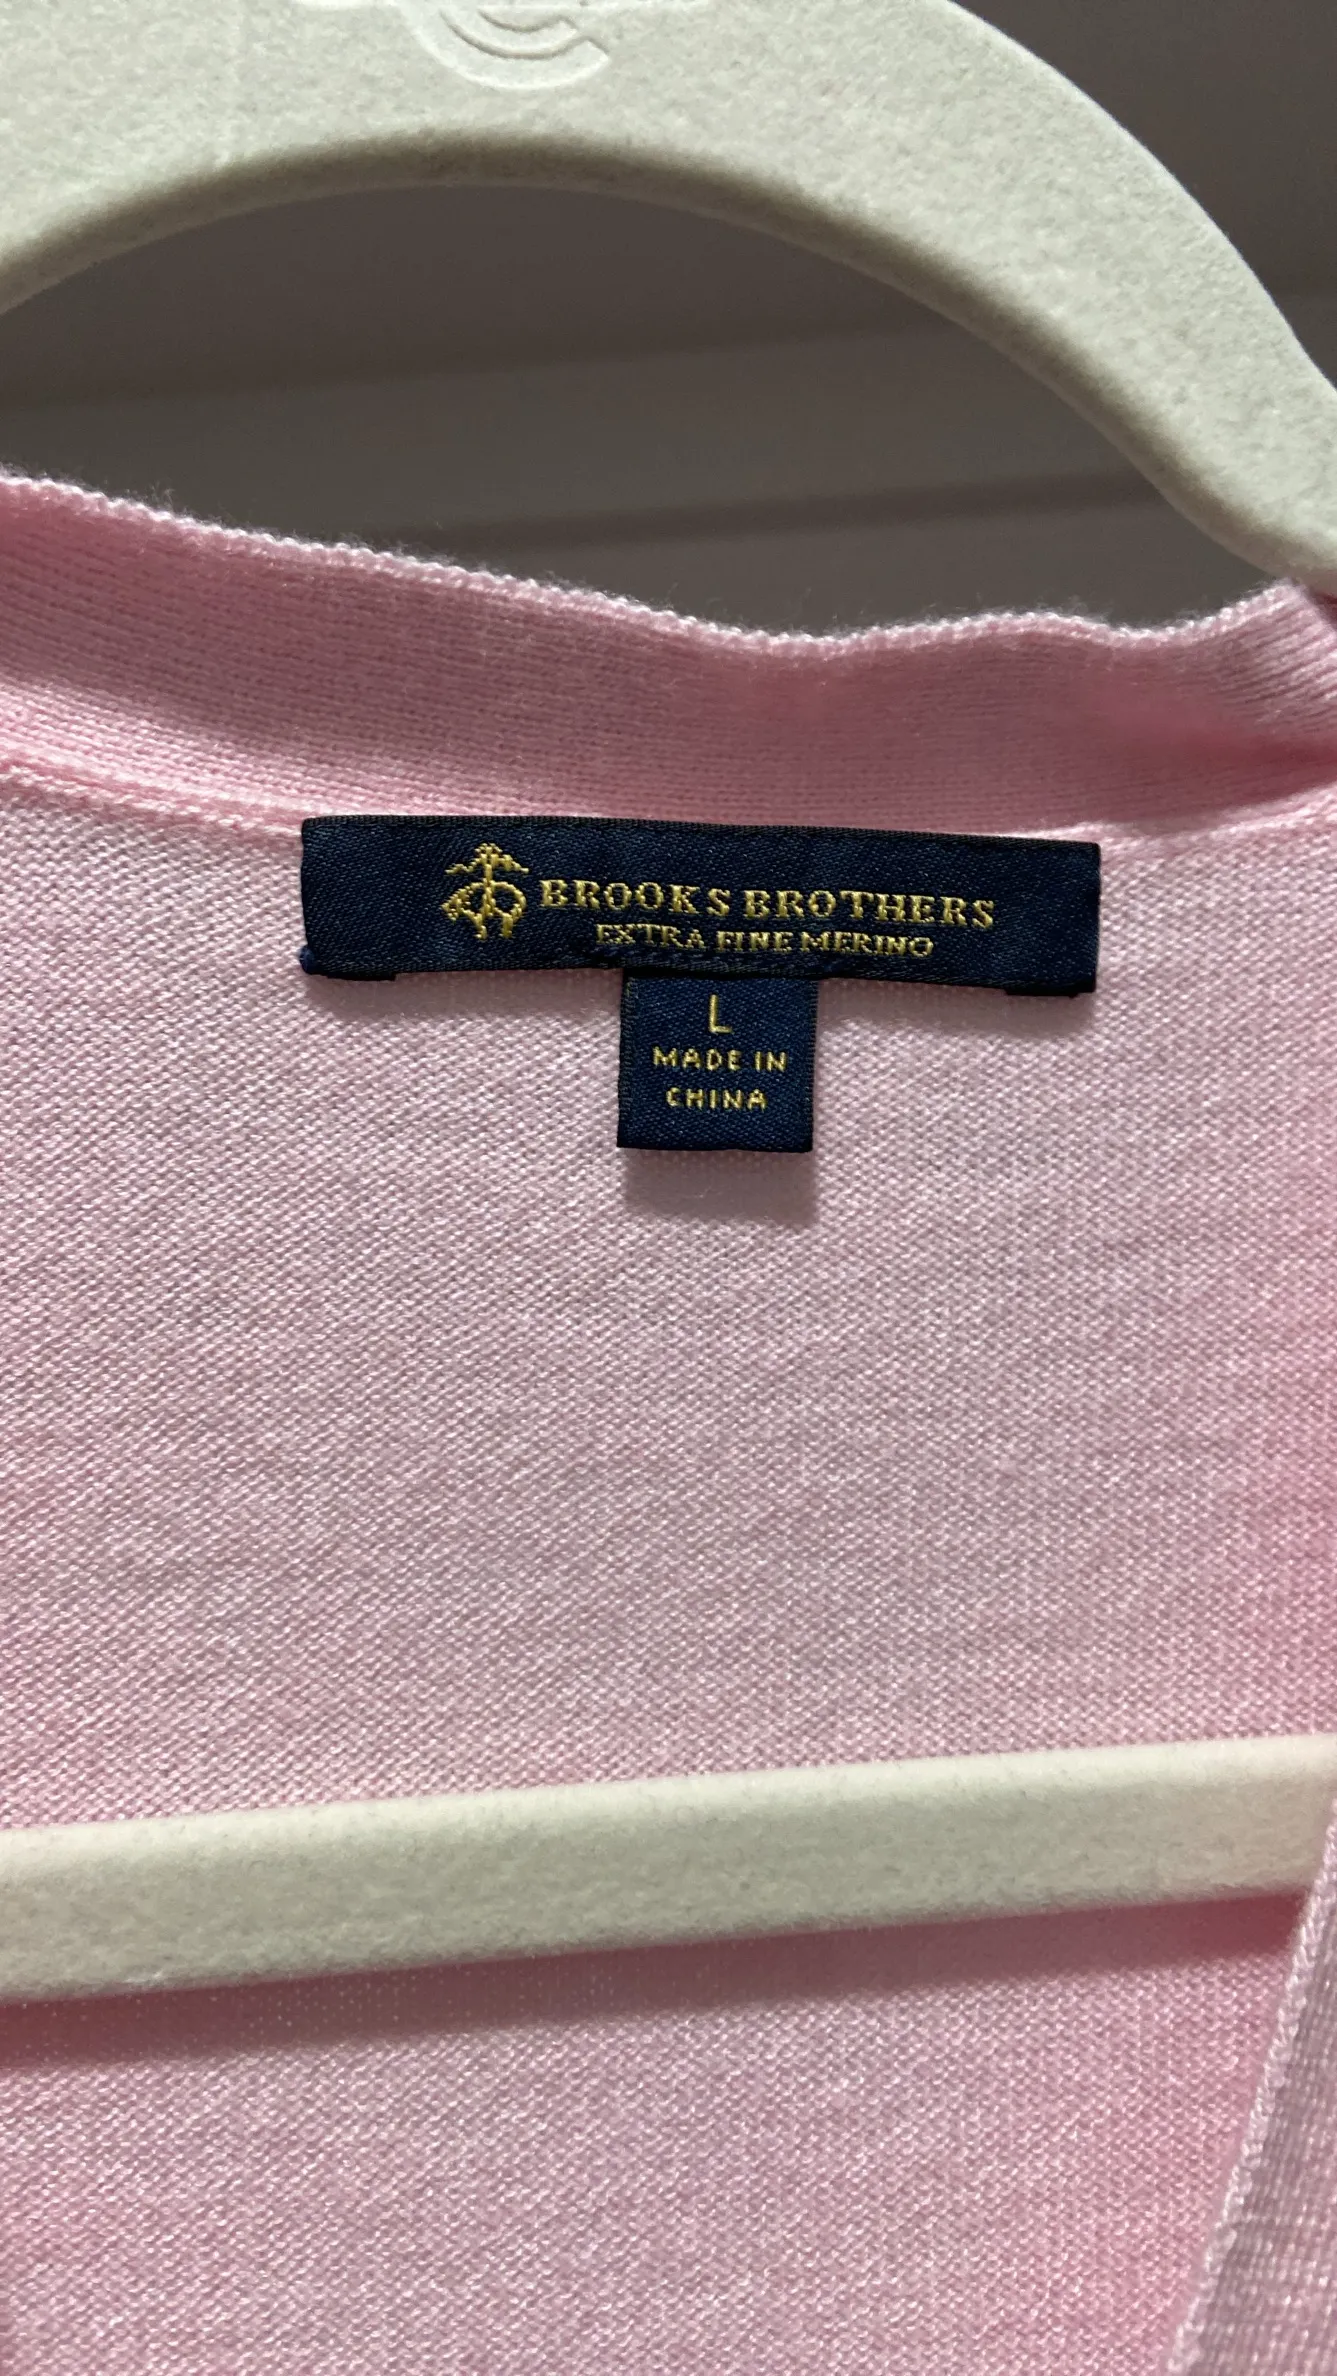 BROOKS BROTHERS
EXTRA FINE MERINO
L
MADE IN
CHINA